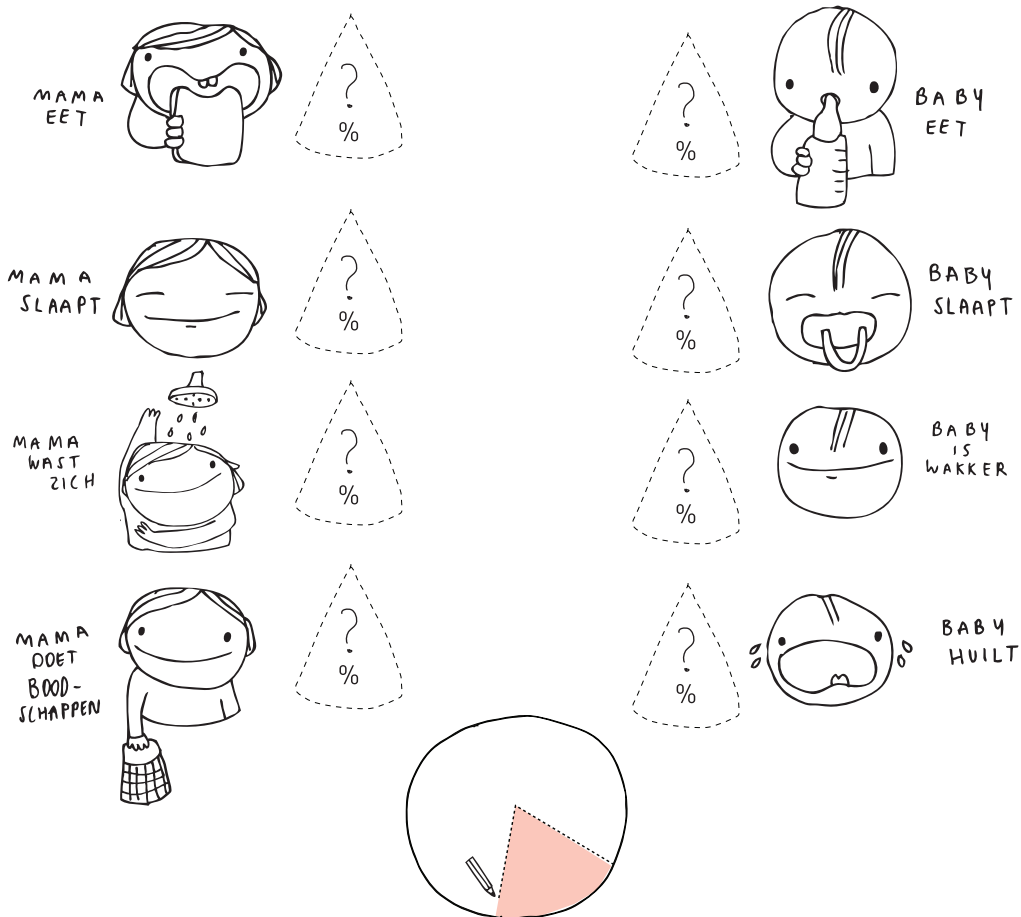 MAMA
EET
?
%
?
%
BABY
EET
MAMA
SLAAPT
?
%
?
%
BABY
SLAAPT
MAMA
WAST
ZICH
?
%
?
%
BABY
IS
WAKKER
MAMA
DOET
BOOD-
SCHAPPEN
?
%
?
%
BABY
HUILT